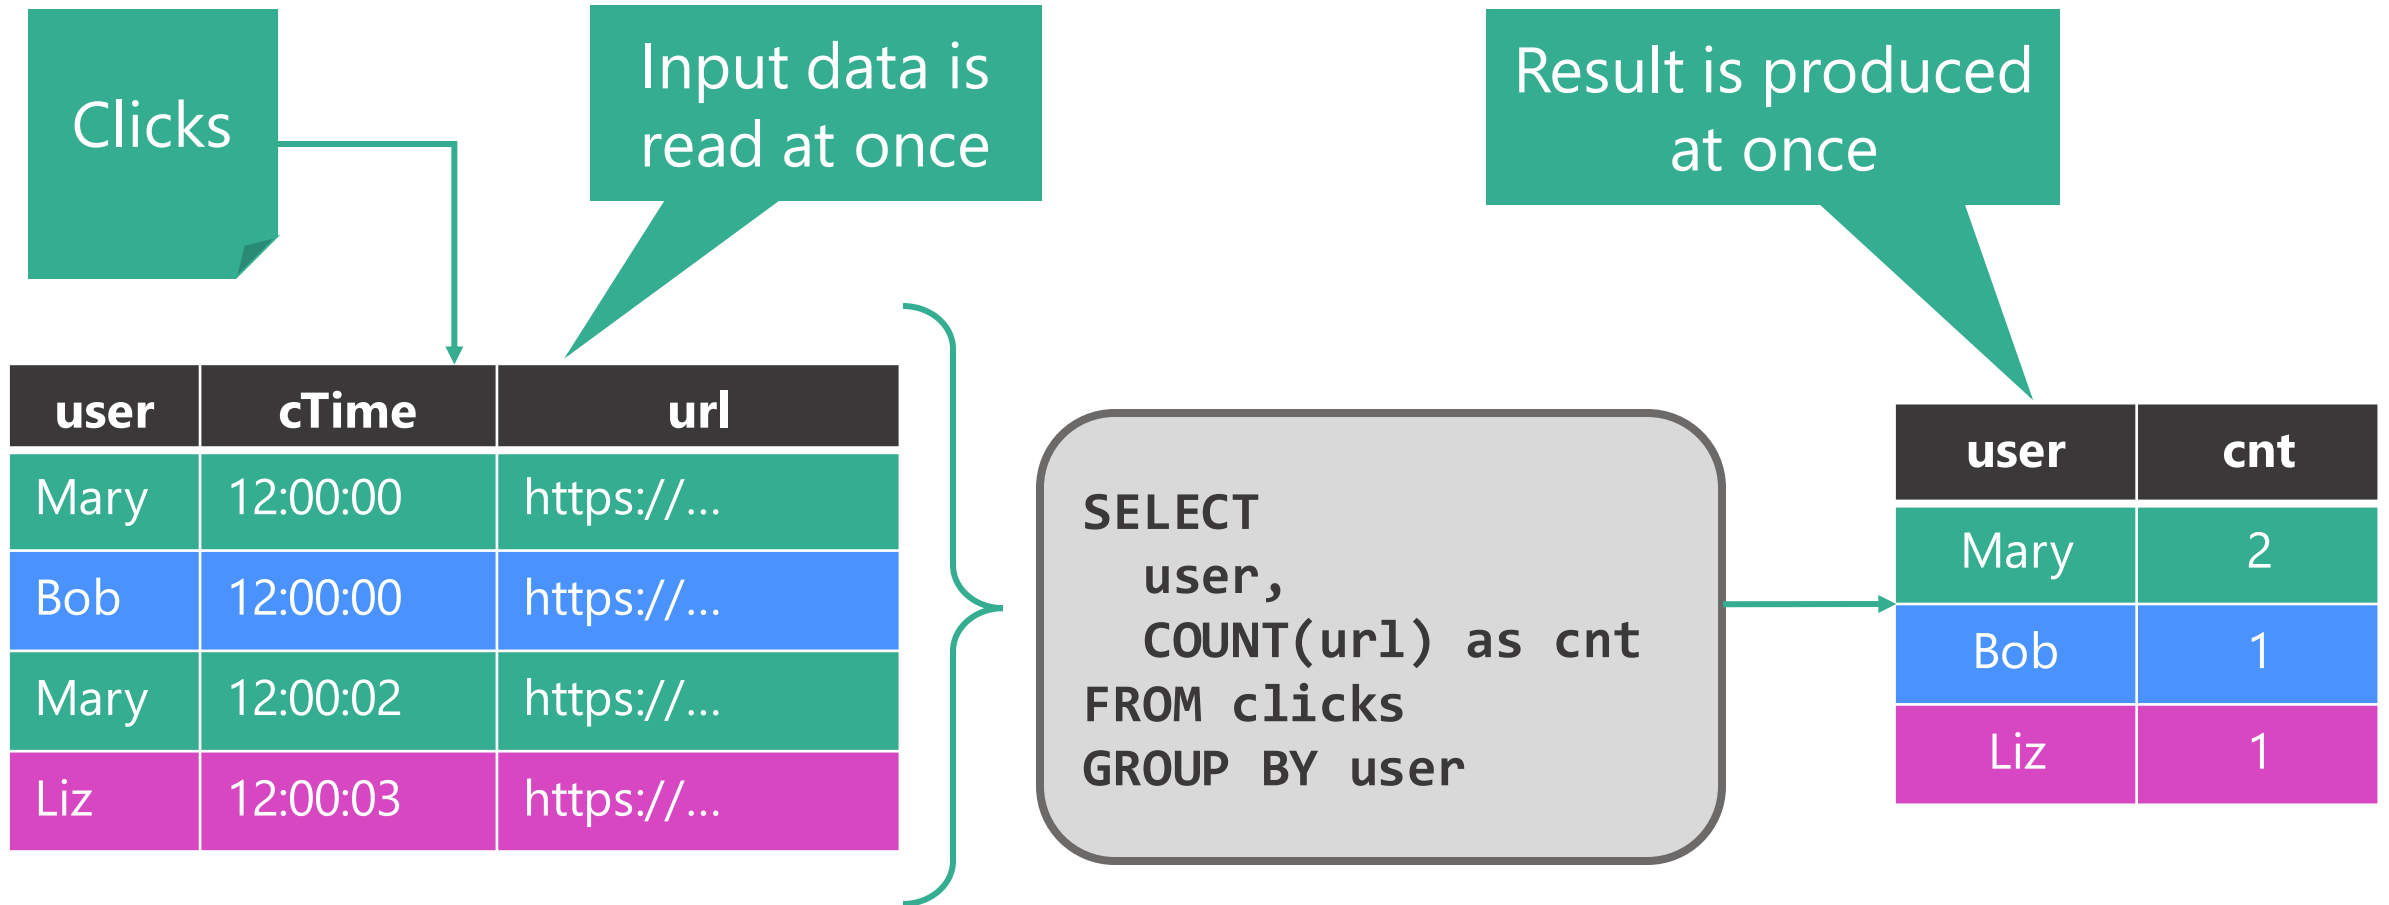 Clicks
Input data is
read at once
Result is produced
at once
user cTime url
Mary 12:00:00 https://...
Bob 12:00:00 https://...
Mary 12:00:02 https://...
Liz 12:00:03 https://...
SELECT
user,
COUNT(url) as cnt
FROM clicks
GROUP BY user
user cnt
Mary 2
Bob 1
Liz 1